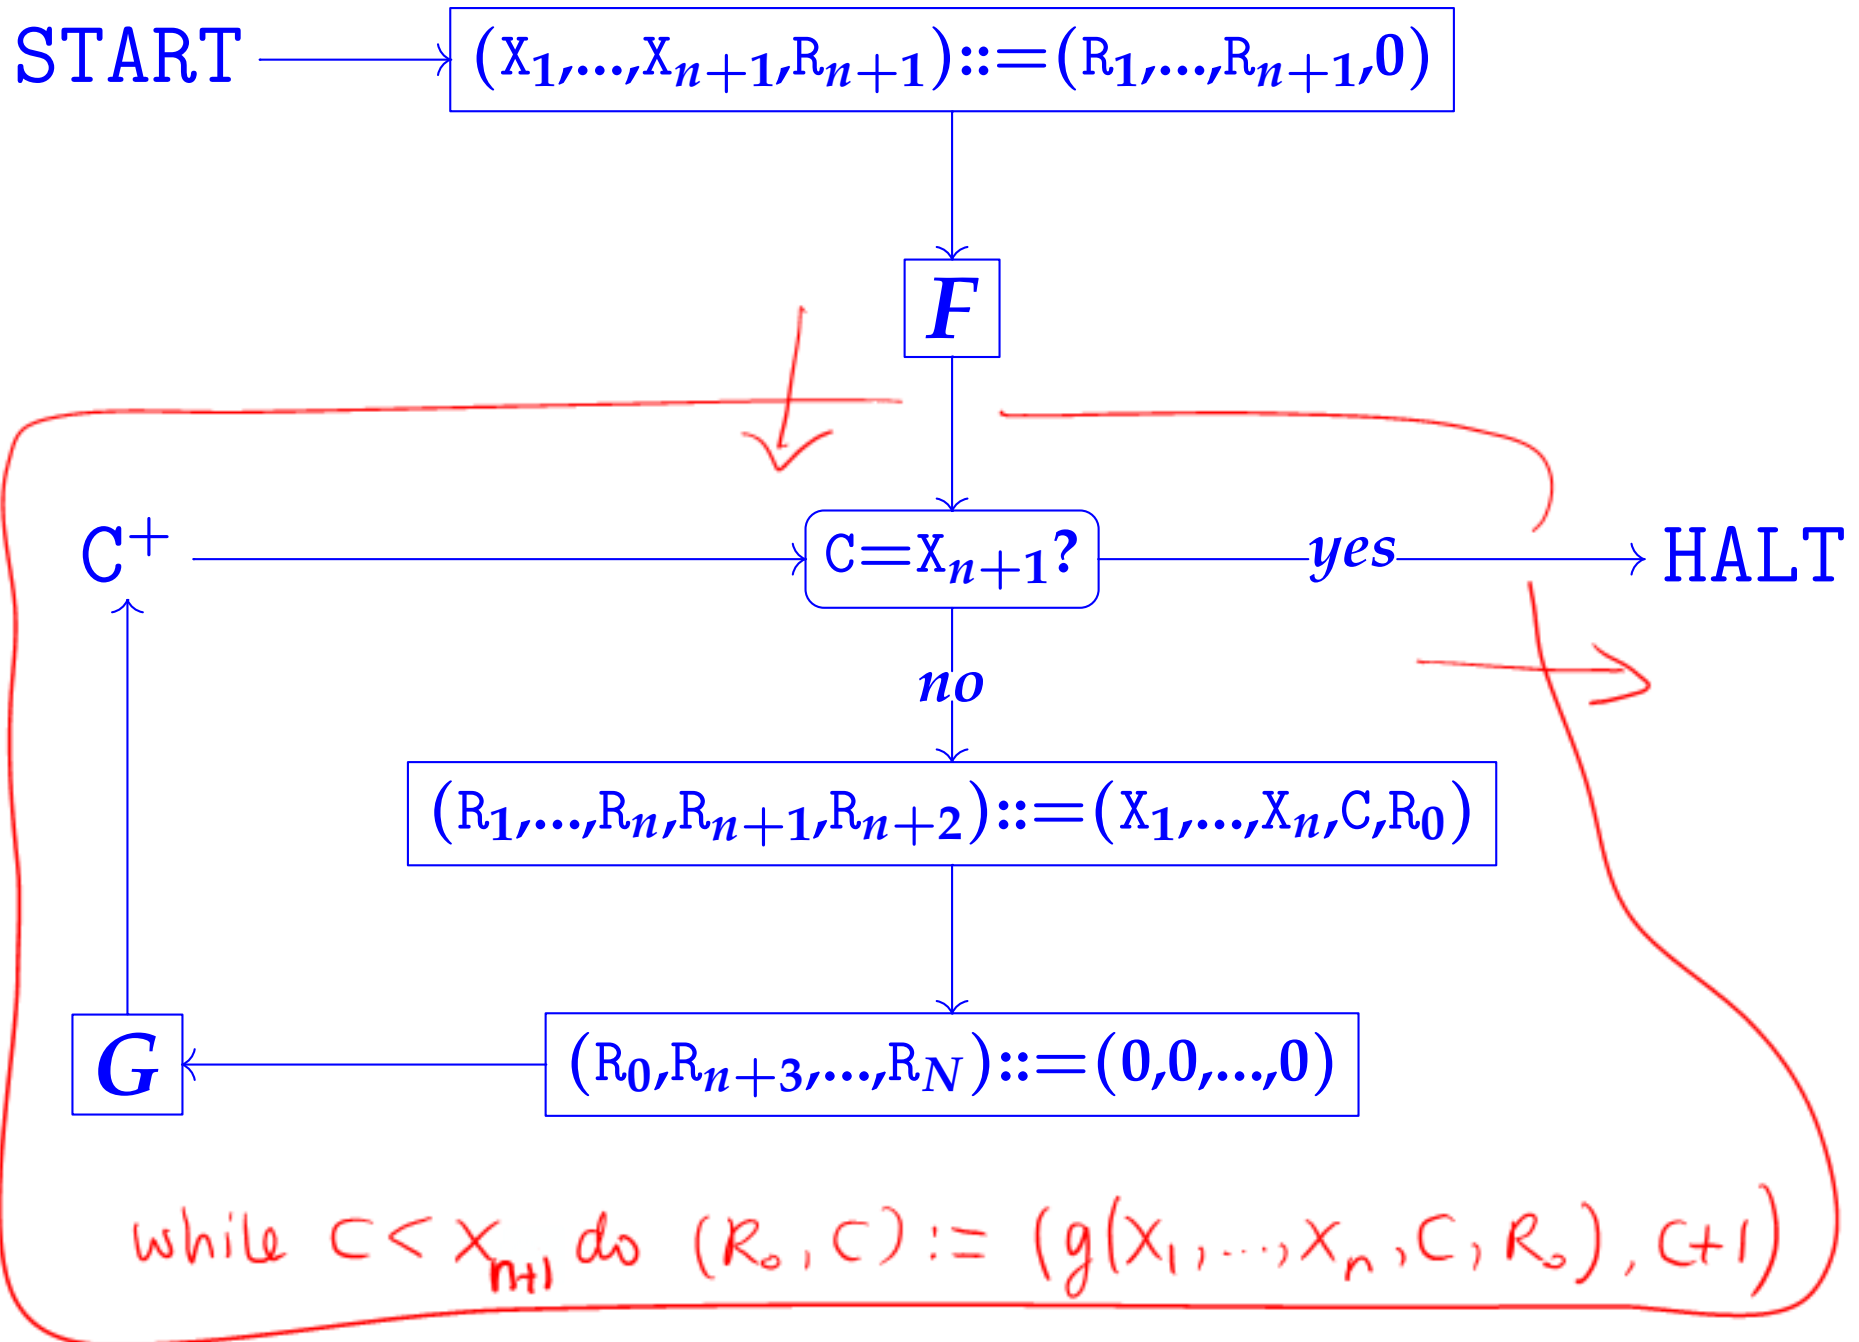 START (X₁,...,Xₙ₊₁,Rₙ₊₁)::=(R₁,...,Rₙ₊₁,0)
F
C⁺ C=Xₙ₊₁? yes HALT
no
(R₁,...,Rₙ,Rₙ₊₁,Rₙ₊₂)::=(X₁,...,Xₙ,C,R₀)
G (R₀,Rₙ₊₃,...,R_N)::=(0,0,...,0)
while C < Xₙ₊₁ do (R₀, C) := (g(X₁,...,Xₙ, C, R₀), C+1)